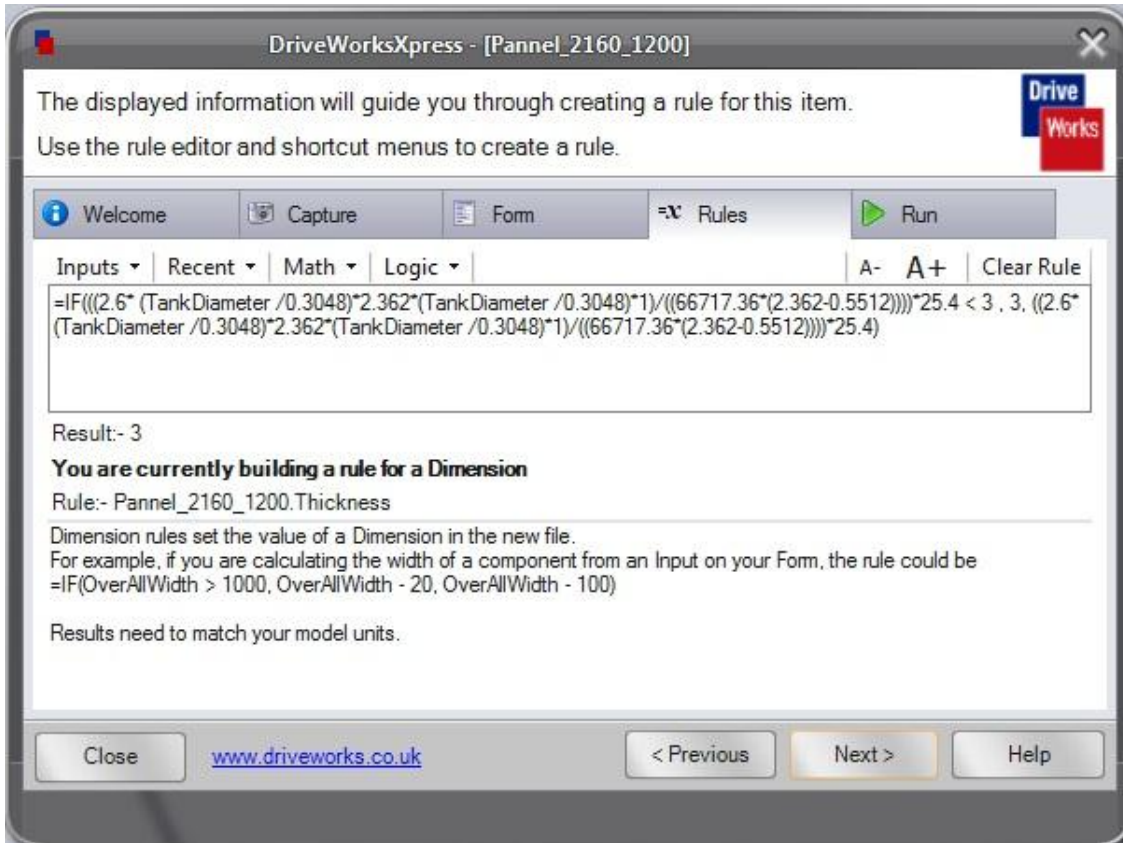 DriveWorksXpress - [Pannel_2160_1200]
The displayed information will guide you through creating a rule for this item.
Use the rule editor and shortcut menus to create a rule.
Drive
Works
Welcome Capture Form =x Rules Run
Inputs Recent Math Logic A- A+ Clear Rule
=IF(((2.6* (TankDiameter /0.3048)*2.362*(TankDiameter /0.3048)*1)/((66717.36*(2.362-0.5512))))*25.4 < 3 , 3, ((2.6*
(TankDiameter /0.3048)*2.362*(TankDiameter /0.3048)*1)/((66717.36*(2.362-0.5512))))*25.4)
Result:- 3
You are currently building a rule for a Dimension
Rule:- Pannel_2160_1200.Thickness
Dimension rules set the value of a Dimension in the new file.
For example, if you are calculating the width of a component from an Input on your Form, the rule could be
=IF(OverAllWidth > 1000, OverAllWidth - 20, OverAllWidth - 100)
Results need to match your model units.
Close www.driveworks.co.uk < Previous Next > Help